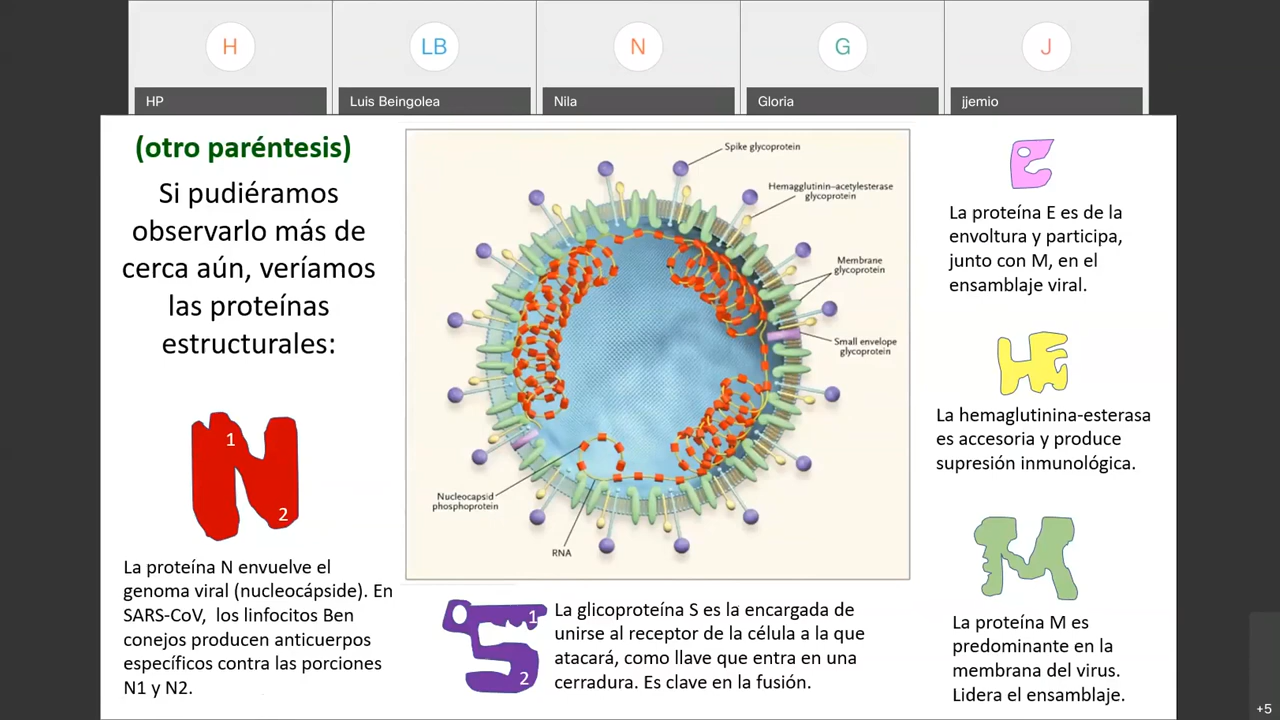 H
LB
N
G
J
HP
Luis Beingolea
Nila
Gloria
jjemio
(otro paréntesis)
Si pudiéramos
observarlo más de
cerca aún, veríamos
las proteínas
estructurales:
N
1
2
La proteína N envuelve el
genoma viral (nucleocápside). En
SARS-CoV, los linfocitos Ben
conejos producen anticuerpos
específicos contra las porciones
N1 y N2.
Spike glycoprotein
Hemagglutinin–acetylesterase
glycoprotein
Membrane
glycoprotein
Small envelope
glycoprotein
Nucleocapsid
phosphoprotein
RNA
S
1
2
La glicoproteína S es la encargada de
unirse al receptor de la célula a la que
atacará, como llave que entra en una
cerradura. Es clave en la fusión.
E
La proteína E es de la
envoltura y participa,
junto con M, en el
ensamblaje viral.
HE
La hemaglutinina-esterasa
es accesoria y produce
supresión inmunológica.
M
La proteína M es
predominante en la
membrana del virus.
Lidera el ensamblaje.
+5